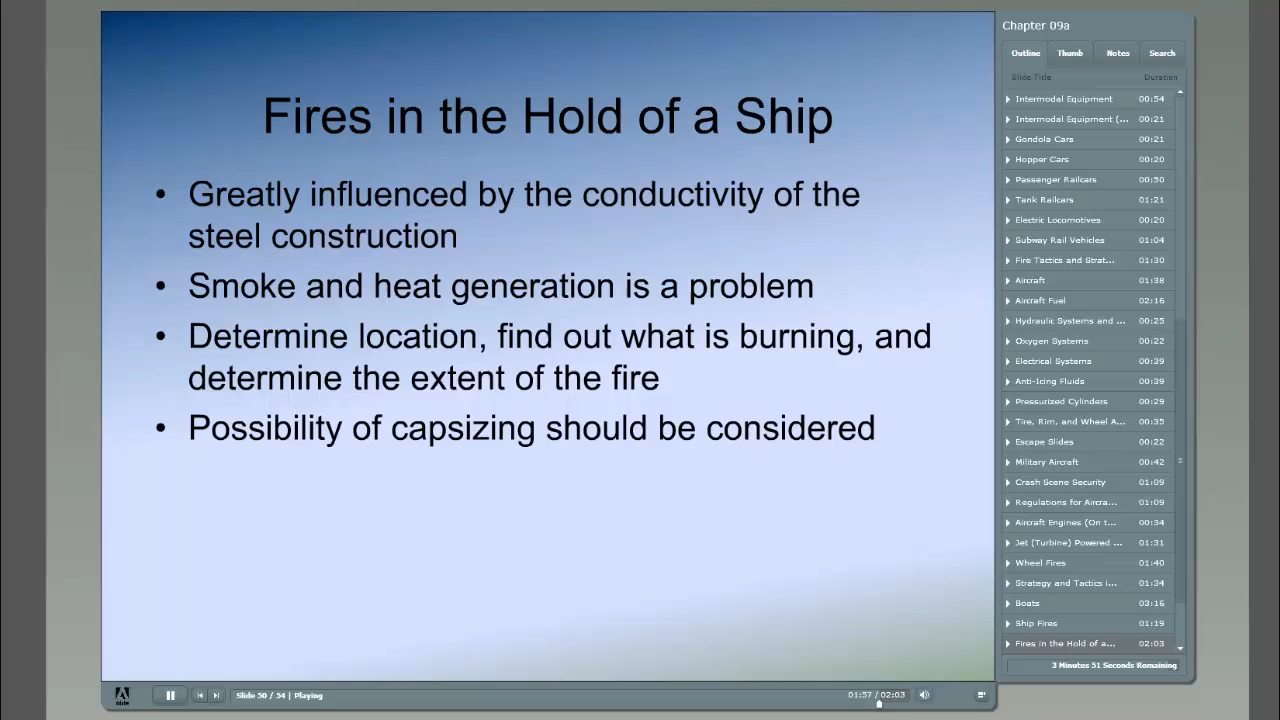 Fires in the Hold of a Ship
• Greatly influenced by the conductivity of the
steel construction
• Smoke and heat generation is a problem
• Determine location, find out what is burning, and
determine the extent of the fire
• Possibility of capsizing should be considered
Chapter 09a
Outline Thumb Notes Search
Slide Title Duration
Intermodal Equipment 00:54
Intermodal Equipment (... 00:21
Gondola Cars 00:21
Hopper Cars 00:20
Passenger Railcars 00:50
Tank Railcars 01:21
Electric Locomotives 00:20
Subway Rail Vehicles 01:04
Fire Tactics and Strat... 01:30
Aircraft 01:38
Aircraft Fuel 02:16
Hydraulic Systems and ... 00:25
Oxygen Systems 00:22
Electrical Systems 00:39
Anti-Icing Fluids 00:39
Pressurized Cylinders 00:29
Tire, Rim, and Wheel A... 00:35
Escape Slides 00:22
Military Aircraft 00:42
Crash Scene Security 01:09
Regulations for Aircra... 01:09
Aircraft Engines (On t... 00:34
Jet (Turbine) Powered ... 01:31
Wheel Fires 01:40
Strategy and Tactics i... 01:34
Boats 03:16
Ship Fires 01:19
Fires in the Hold of a... 02:03
3 Minutes 51 Seconds Remaining
Adobe
Slide 50 / 54 | Playing
01:57 / 02:03